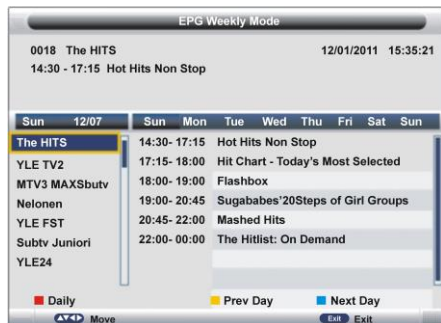 EPG Weekly Mode
0018 The HITS 12/01/2011 15:35:21
14:30 - 17:15 Hot Hits Non Stop
Sun 12/07 Sun Mon Tue Wed Thu Fri Sat Sun
The HITS 14:30- 17:15 Hot Hits Non Stop
YLE TV2 17:15- 18:00 Hit Chart - Today's Most Selected
MTV3 MAXSbutv 18:00- 19:00 Flashbox
Nelonen 19:00- 20:45 Sugababes'20Steps of Girl Groups
YLE FST 20:45- 22:00 Mashed Hits
Subtv Juniori 22:00- 00:00 The Hitlist: On Demand
YLE24
Daily Prev Day Next Day
Move Exit Exit